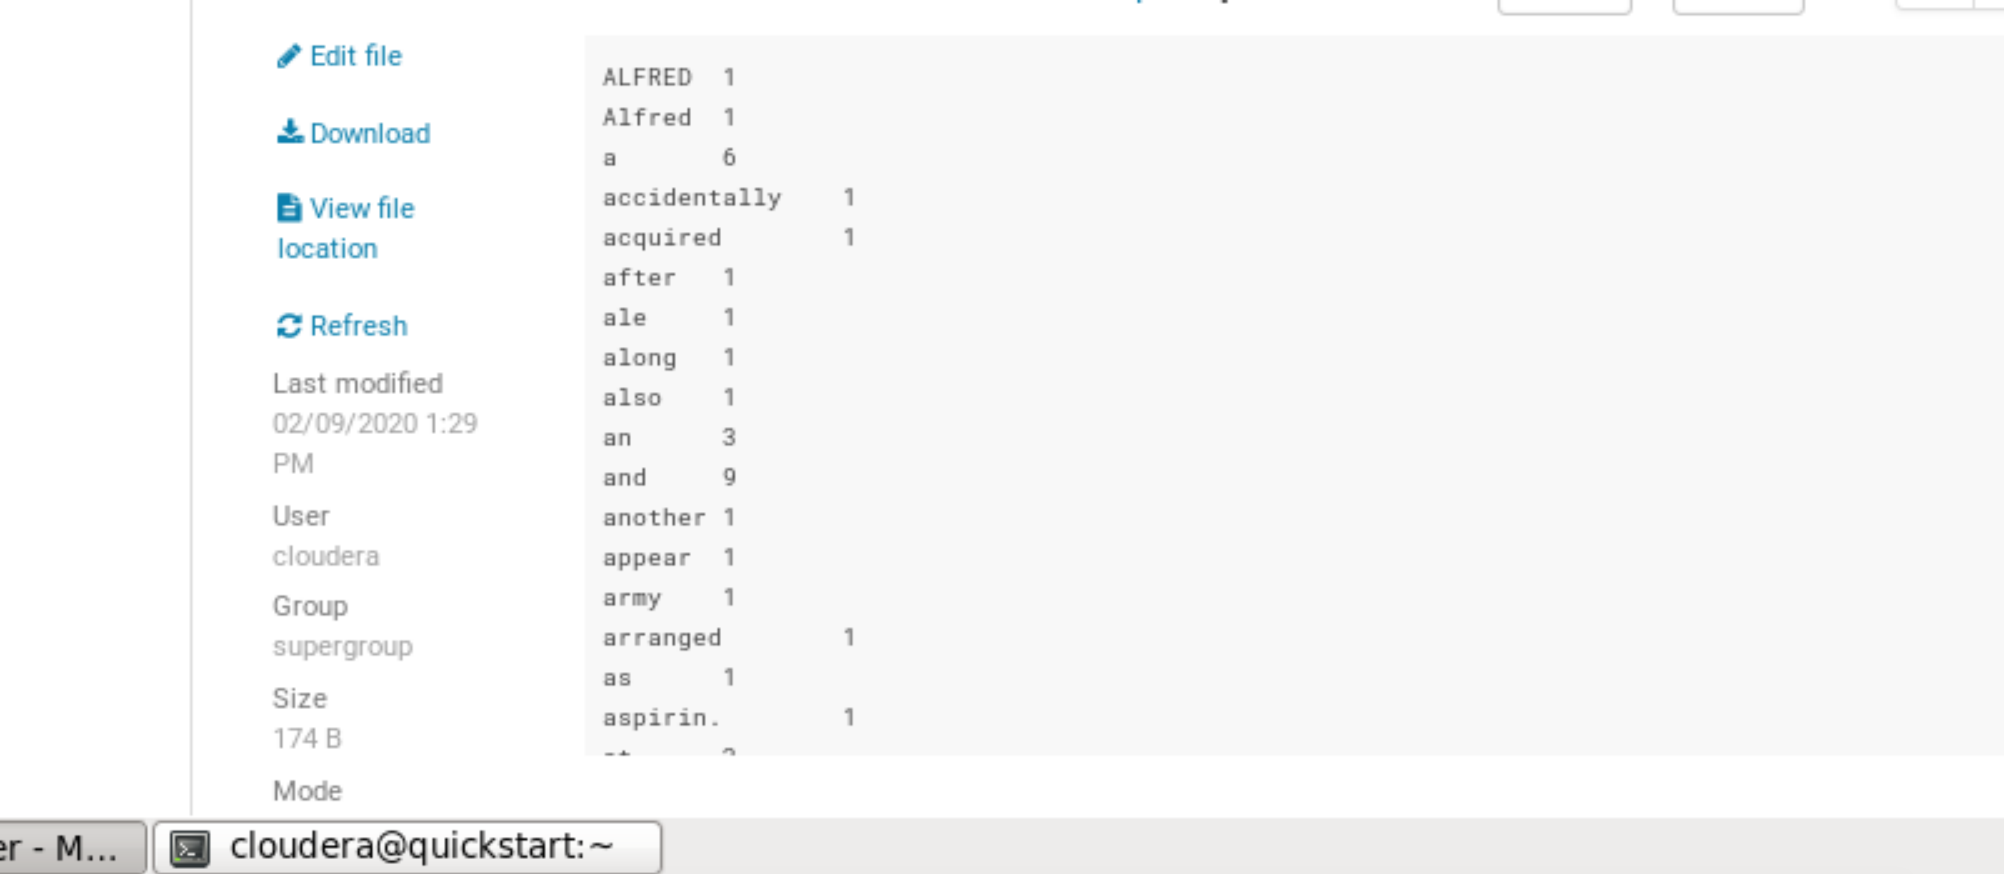 Edit file
Download
View file
location
Refresh
Last modified
02/09/2020 1:29
PM
User
cloudera
Group
supergroup
Size
174 B
Mode
ALFRED 1
Alfred 1
a 6
accidentally 1
acquired 1
after 1
ale 1
along 1
also 1
an 3
and 9
another 1
appear 1
army 1
arranged 1
as 1
aspirin. 1
er - M...
cloudera@quickstart:~